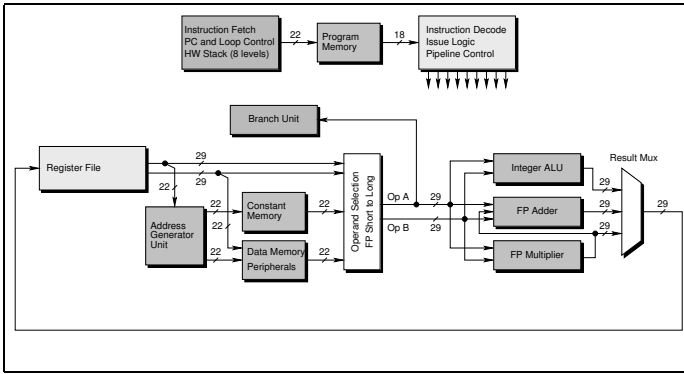 Instruction Fetch
PC and Loop Control
HW Stack (8 levels)
22
Program
Memory
18
Instruction Decode
Issue Logic
Pipeline Control
Branch Unit
Register File
29
29
22
Address
Generator
Unit
22
22
22
Constant
Memory
Data Memory
Peripherals
22
22
Operand Selection
FP Short to Long
Op A
29
Op B
29
Integer ALU
FP Adder
FP Multiplier
29
29
29
Result Mux
29